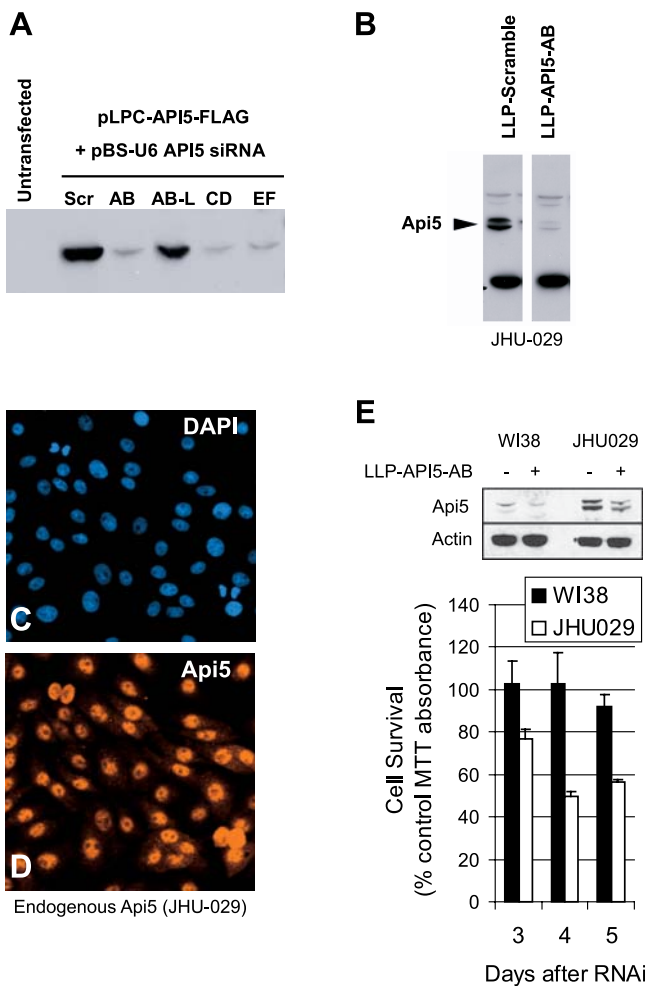 A
Untransfected
pLPC-API5-FLAG
+ pBS-U6 API5 siRNA
Scr AB AB-L CD EF
B
LLP-Scramble
LLP-API5-AB
Api5
JHU-029
DAPI
C
Api5
D
Endogenous Api5 (JHU-029)
E
WI38 JHU029
LLP-API5-AB - + - +
Api5
Actin
WI38
JHU029
Cell Survival
(% control MTT absorbance)
140
120
100
80
60
40
20
0
3 4 5
Days after RNAi